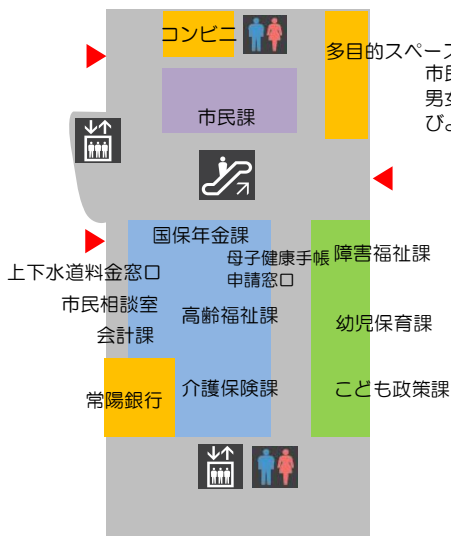 コンビニ
多目的スペース
市民
男女
びよ
市民課
国保年金課
母子健康手帳
申請窓口
障害福祉課
上下水道料金窓口
市民相談室
高齢福祉課
幼児保育課
会計課
常陽銀行
介護保険課
こども政策課